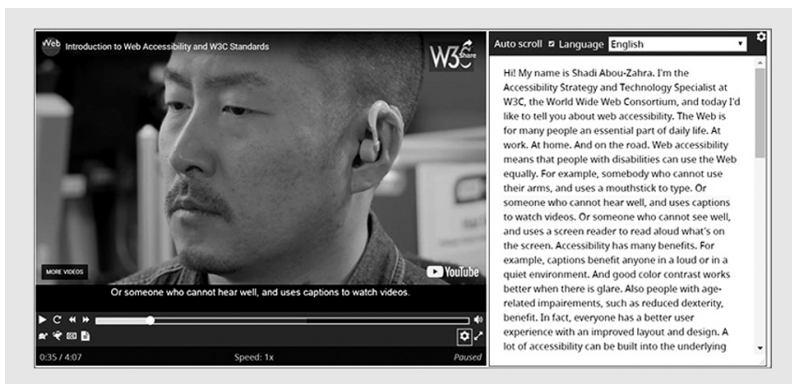 Web
Introduction to Web Accessibility and W3C Standards
W3C
Share
MORE VIDEOS
YouTube
Or someone who cannot hear well, and uses captions to watch videos.
0:35 / 4:07
Speed: 1x
Paused
Auto scroll Language English
Hi! My name is Shadi Abou-Zahra. I'm the
Accessibility Strategy and Technology Specialist at
W3C, the World Wide Web Consortium, and today I'd
like to tell you about web accessibility. The Web is
for many people an essential part of daily life. At
work. At home. And on the road. Web accessibility
means that people with disabilities can use the Web
equally. For example, somebody who cannot use
their arms, and uses a mouthstick to type. Or
someone who cannot hear well, and uses captions
to watch videos. Or someone who cannot see well,
and uses a screen reader to read aloud what's on
the screen. Accessibility has many benefits. For
example, captions benefit anyone in a loud or in a
quiet environment. And good color contrast works
better when there is glare. Also people with age-
related impairements, such as reduced dexterity,
benefit. In fact, everyone has a better user
experience with an improved layout and design. A
lot of accessibility can be built into the underlying